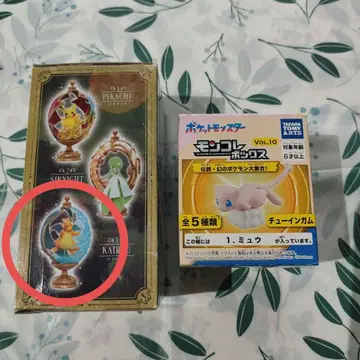 PIKACHU
SIRNIGHT
KAIRYU
ポケットモンスター
モンコレ
ボックス
VOL.10
TAKARA
TOMY
ARTS
対象年齢
6才以上
伝説・幻のポケモン大集合!
全5種類
チューインガム
この箱には
1.ミュウ
が入っています。